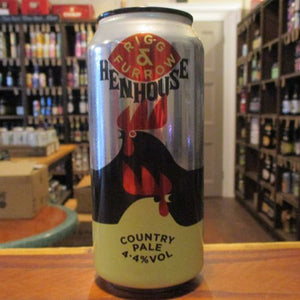 RIGG
&
FURROW
HENHOUSE
COUNTRY
PALE
4.4%VOL